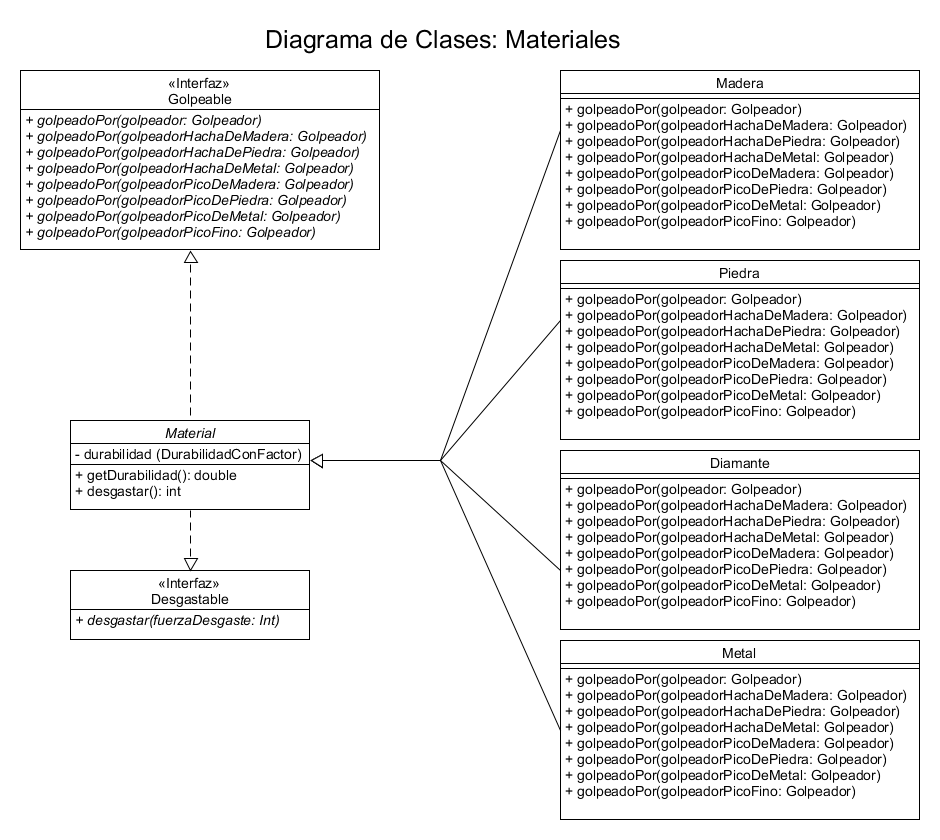 Diagrama de Clases: Materiales
«Interfaz»
Golpeable
+ golpeadoPor(golpeador: Golpeador)
+ golpeadoPor(golpeadorHachaDeMadera: Golpeador)
+ golpeadoPor(golpeadorHachaDePiedra: Golpeador)
+ golpeadoPor(golpeadorHachaDeMetal: Golpeador)
+ golpeadoPor(golpeadorPicoDeMadera: Golpeador)
+ golpeadoPor(golpeadorPicoDePiedra: Golpeador)
+ golpeadoPor(golpeadorPicoDeMetal: Golpeador)
+ golpeadoPor(golpeadorPicoFino: Golpeador)
Material
- durabilidad (DurabilidadConFactor)
+ getDurabilidad(): double
+ desgastar(): int
«Interfaz»
Desgastable
+ desgastar(fuerzaDesgaste: Int)
Madera
+ golpeadoPor(golpeador: Golpeador)
+ golpeadoPor(golpeadorHachaDeMadera: Golpeador)
+ golpeadoPor(golpeadorHachaDePiedra: Golpeador)
+ golpeadoPor(golpeadorHachaDeMetal: Golpeador)
+ golpeadoPor(golpeadorPicoDeMadera: Golpeador)
+ golpeadoPor(golpeadorPicoDePiedra: Golpeador)
+ golpeadoPor(golpeadorPicoDeMetal: Golpeador)
+ golpeadoPor(golpeadorPicoFino: Golpeador)
Piedra
+ golpeadoPor(golpeador: Golpeador)
+ golpeadoPor(golpeadorHachaDeMadera: Golpeador)
+ golpeadoPor(golpeadorHachaDePiedra: Golpeador)
+ golpeadoPor(golpeadorHachaDeMetal: Golpeador)
+ golpeadoPor(golpeadorPicoDeMadera: Golpeador)
+ golpeadoPor(golpeadorPicoDePiedra: Golpeador)
+ golpeadoPor(golpeadorPicoDeMetal: Golpeador)
+ golpeadoPor(golpeadorPicoFino: Golpeador)
Diamante
+ golpeadoPor(golpeador: Golpeador)
+ golpeadoPor(golpeadorHachaDeMadera: Golpeador)
+ golpeadoPor(golpeadorHachaDePiedra: Golpeador)
+ golpeadoPor(golpeadorHachaDeMetal: Golpeador)
+ golpeadoPor(golpeadorPicoDeMadera: Golpeador)
+ golpeadoPor(golpeadorPicoDePiedra: Golpeador)
+ golpeadoPor(golpeadorPicoDeMetal: Golpeador)
+ golpeadoPor(golpeadorPicoFino: Golpeador)
Metal
+ golpeadoPor(golpeador: Golpeador)
+ golpeadoPor(golpeadorHachaDeMadera: Golpeador)
+ golpeadoPor(golpeadorHachaDePiedra: Golpeador)
+ golpeadoPor(golpeadorHachaDeMetal: Golpeador)
+ golpeadoPor(golpeadorPicoDeMadera: Golpeador)
+ golpeadoPor(golpeadorPicoDePiedra: Golpeador)
+ golpeadoPor(golpeadorPicoDeMetal: Golpeador)
+ golpeadoPor(golpeadorPicoFino: Golpeador)